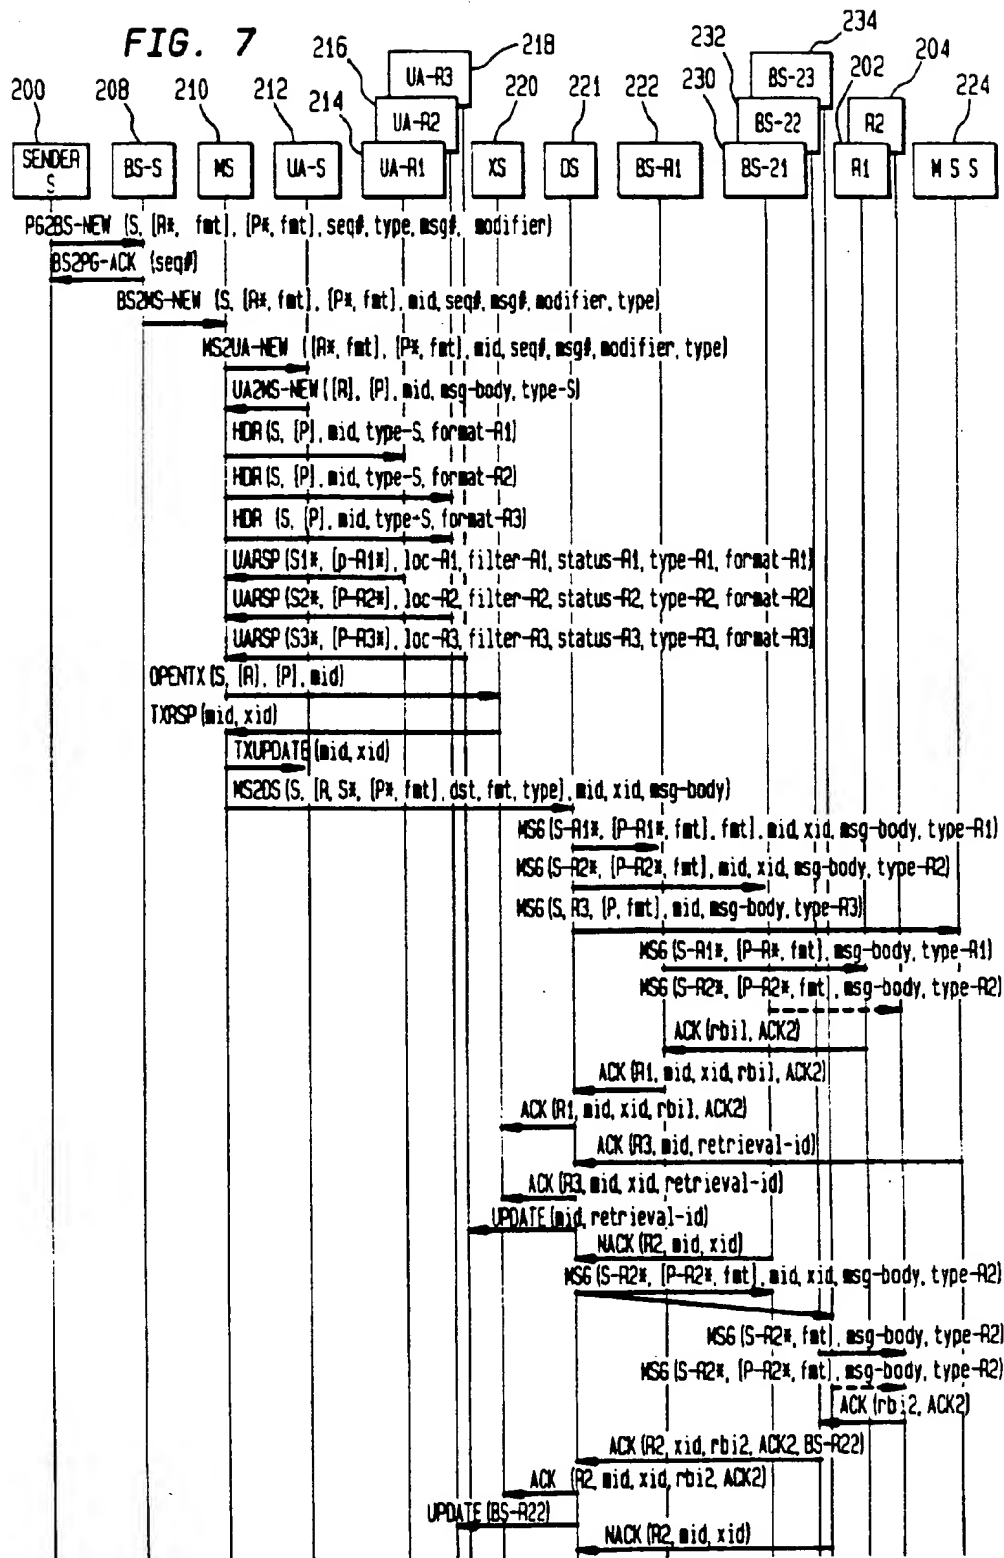 FIG. 7
216
218
232
234
200
208
210
212
214
220
221
222
230
202
204
224
UA-R3
BS-23
UA-R2
BS-22
R2
SENDER S
BS-S
MS
UA-S
UA-R1
XS
DS
BS-R1
BS-21
R1
M S S
PG2BS-NEW (S, [R*, fmt], [P*, fmt], seq#, type, msg#, modifier)
BS2PG-ACK (seq#)
BS2MS-NEW (S, [R*, fmt], [P*, fmt], mid, seq#, msg#, modifier, type)
MS2UA-NEW ([R*, fmt], [P*, fmt], mid, seq#, msg#, modifier, type)
UA2MS-NEW ([R], [P], mid, msg-body, type-S)
HDR (S, [P], mid, type-S, format-R1)
HDR (S, [P], mid, type-S, format-R2)
HDR (S, [P], mid, type-S, format-R3)
UARSP (S1*, [p-R1*], loc-R1, filter-R1, status-R1, type-R1, format-R1)
UARSP (S2*, [P-R2*], loc-R2, filter-R2, status-R2, type-R2, format-R2)
UARSP (S3*, [P-R3*], loc-R3, filter-R3, status-R3, type-R3, format-R3)
OPENTX (S, [R], [P], mid)
TXRSP (mid, xid)
TXUPDATE (mid, xid)
MS2DS (S, [R, S*, [P*, fmt], dst, fmt, type], mid, xid, msg-body)
MSG (S-R1*, [P-R1*, fmt], fmt], mid, xid, msg-body, type-R1)
MSG (S-R2*, [P-R2*, fmt], mid, xid, msg-body, type-R2)
MSG (S, R3, [P, fmt], mid, msg-body, type-R3)
MSG (S-R1*, [P-R*, fmt], msg-body, type-R1)
MSG (S-R2*, [P-R2*, fmt], msg-body, type-R2)
ACK (rbi1, ACK2)
ACK (R1, mid, xid, rbi1, ACK2)
ACK (R1, mid, xid, rbi1, ACK2)
ACK (R3, mid, retrieval-id)
ACK (R3, mid, xid, retrieval-id)
UPDATE (mid, retrieval-id)
NACK (R2, mid, xid)
MSG (S-R2*, [P-R2*, fmt], mid, xid, msg-body, type-R2)
MSG (S-R2*, fmt], msg-body, type-R2)
MSG (S-R2*, [P-R2*, fmt], msg-body, type-R2)
ACK (rbi2, ACK2)
ACK (R2, xid, rbi2, ACK2, BS-R22)
ACK (R2, mid, xid, rbi2, ACK2)
UPDATE (BS-R22)
NACK (R2, mid, xid)